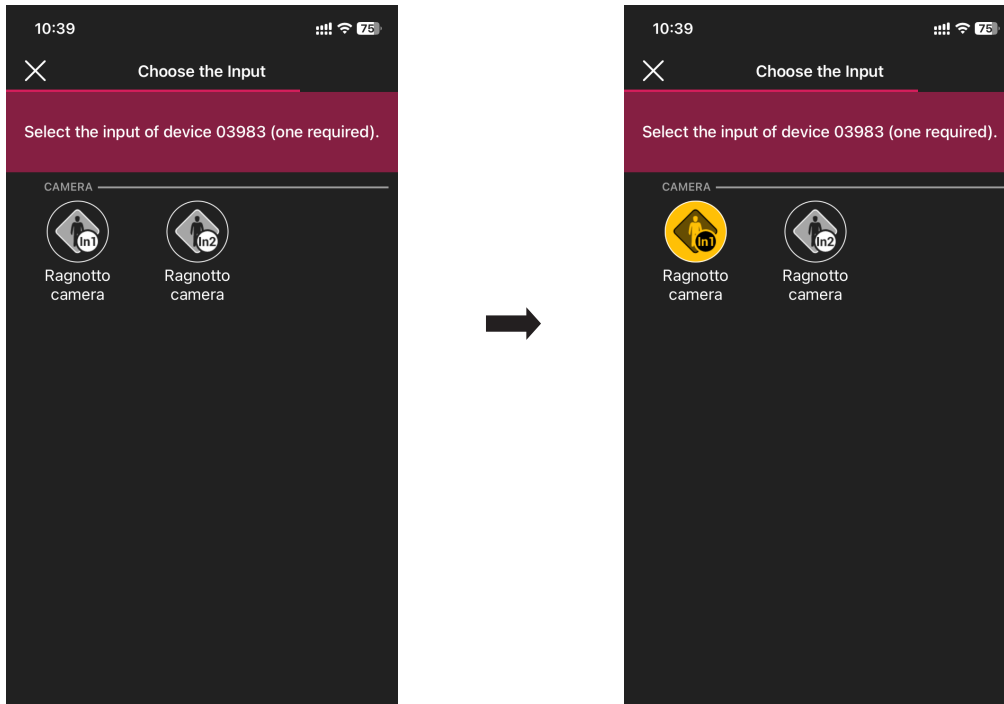 10:39
75
Choose the Input
Select the input of device 03983 (one required).
CAMERA
In1
In2
Ragnotto camera
Ragnotto camera
10:39
75
Choose the Input
Select the input of device 03983 (one required).
CAMERA
In1
In2
Ragnotto camera
Ragnotto camera